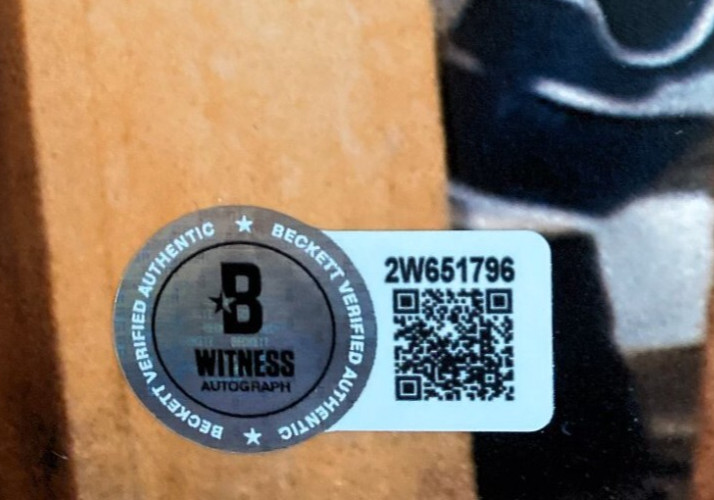 BECKETT VERIFIED AUTHENTIC
BECKETT VERIFIED AUTHENTIC
B
WITNESS
AUTOGRAPH
2W651796